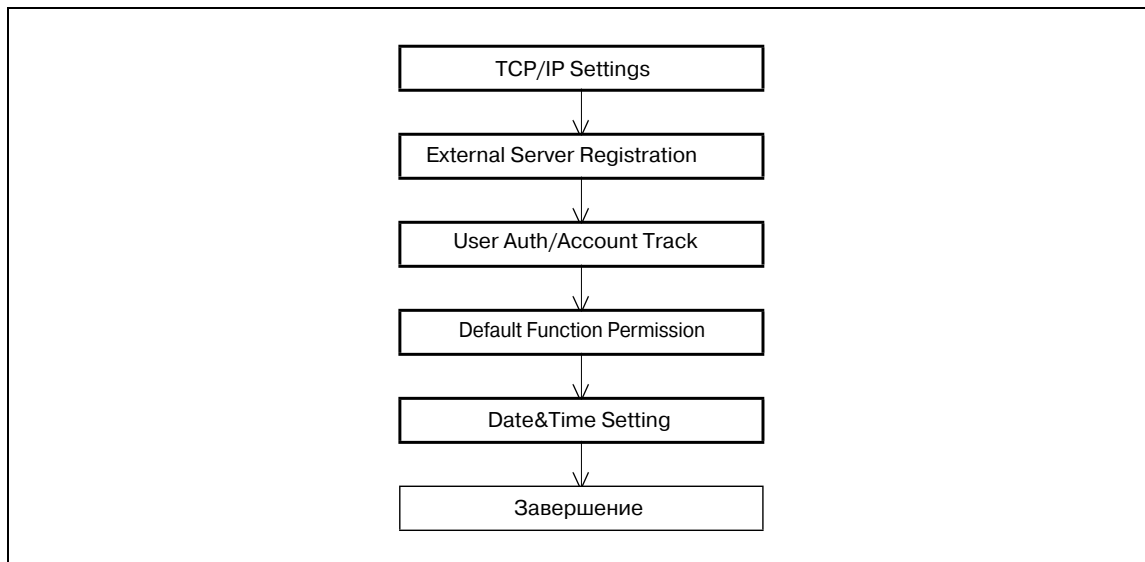 TCP/IP Settings
External Server Registration
User Auth/Account Track
Default Function Permission
Date&Time Setting
Завершение